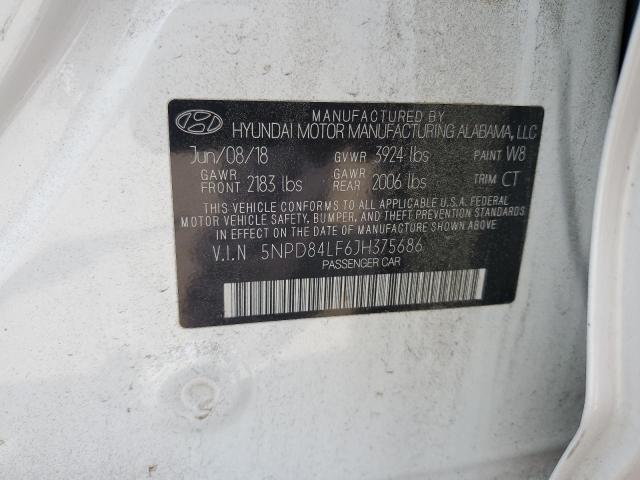 MANUFACTURED BY
HYUNDAI MOTOR MANUFACTURING ALABAMA, LLC
Jun/08/18 GVWR 3924 lbs PAINT W8
GAWR FRONT 2183 lbs GAWR REAR 2006 lbs TRIM CT
THIS VEHICLE CONFORMS TO ALL APPLICABLE U.S.A. FEDERAL
MOTOR VEHICLE SAFETY, BUMPER, AND THEFT PREVENTION STANDARDS
IN EFFECT ON THE DATE OF MANUFACTURE SHOWN ABOVE.
V.I.N 5NPD84LF6JH375686
PASSENGER CAR